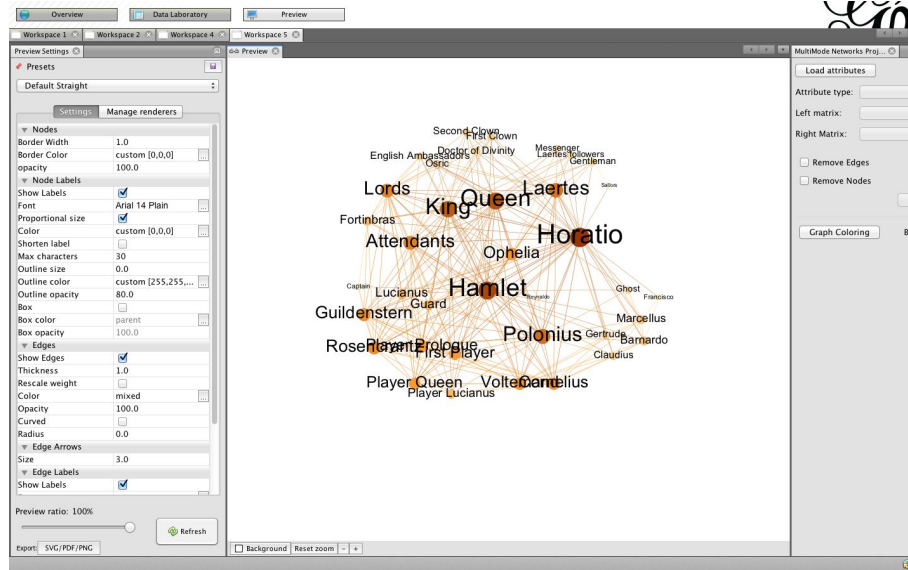 Overview
Data Laboratory
Preview
Workspace 1
Workspace 2
Workspace 4
Workspace 5
Preview Settings
Presets
Default Straight
Settings
Manage renderers
Nodes
Border Width 1.0
Border Color custom [0,0,0] ...
opacity 100.0
Node Labels
Show Labels
Font Arial 14 Plain ...
Proportional size
Color custom [0,0,0] ...
Shorten label
Max characters 30
Outline size 0.0
Outline color custom [255,255,... ...
Outline opacity 80.0
Box
Box color parent ...
Box opacity 100.0
Edges
Show Edges
Thickness 1.0
Rescale weight
Color mixed ...
Opacity 100.0
Curved
Radius 0.0
Edge Arrows
Size 3.0
Edge Labels
Show Labels
Preview ratio: 100%
Refresh
Export: SVG/PDF/PNG
Preview
Second Clown
First Clown
Doctor of Divinity
English Ambassadors
Osric
Messenger
Laertes followers
Gentleman
Lords
King
Queen
Laertes
Sailors
Fortinbras
Attendants
Horatio
Ophelia
Captain
Lucianus
Hamlet
Reynaldo
Ghost
Francisco
Guard
Guildenstern
Marcellus
Polonius
Gertrude
Barnardo
Rosencrantz
Player Prologue
First Player
Claudius
Player Queen
Player Lucianus
Voltemand
Cornelius
Background
Reset zoom
-
+
MultiMode Networks Proj...
Load attributes
Attribute type:
Left matrix:
Right Matrix:
Remove Edges
Remove Nodes
Graph Coloring